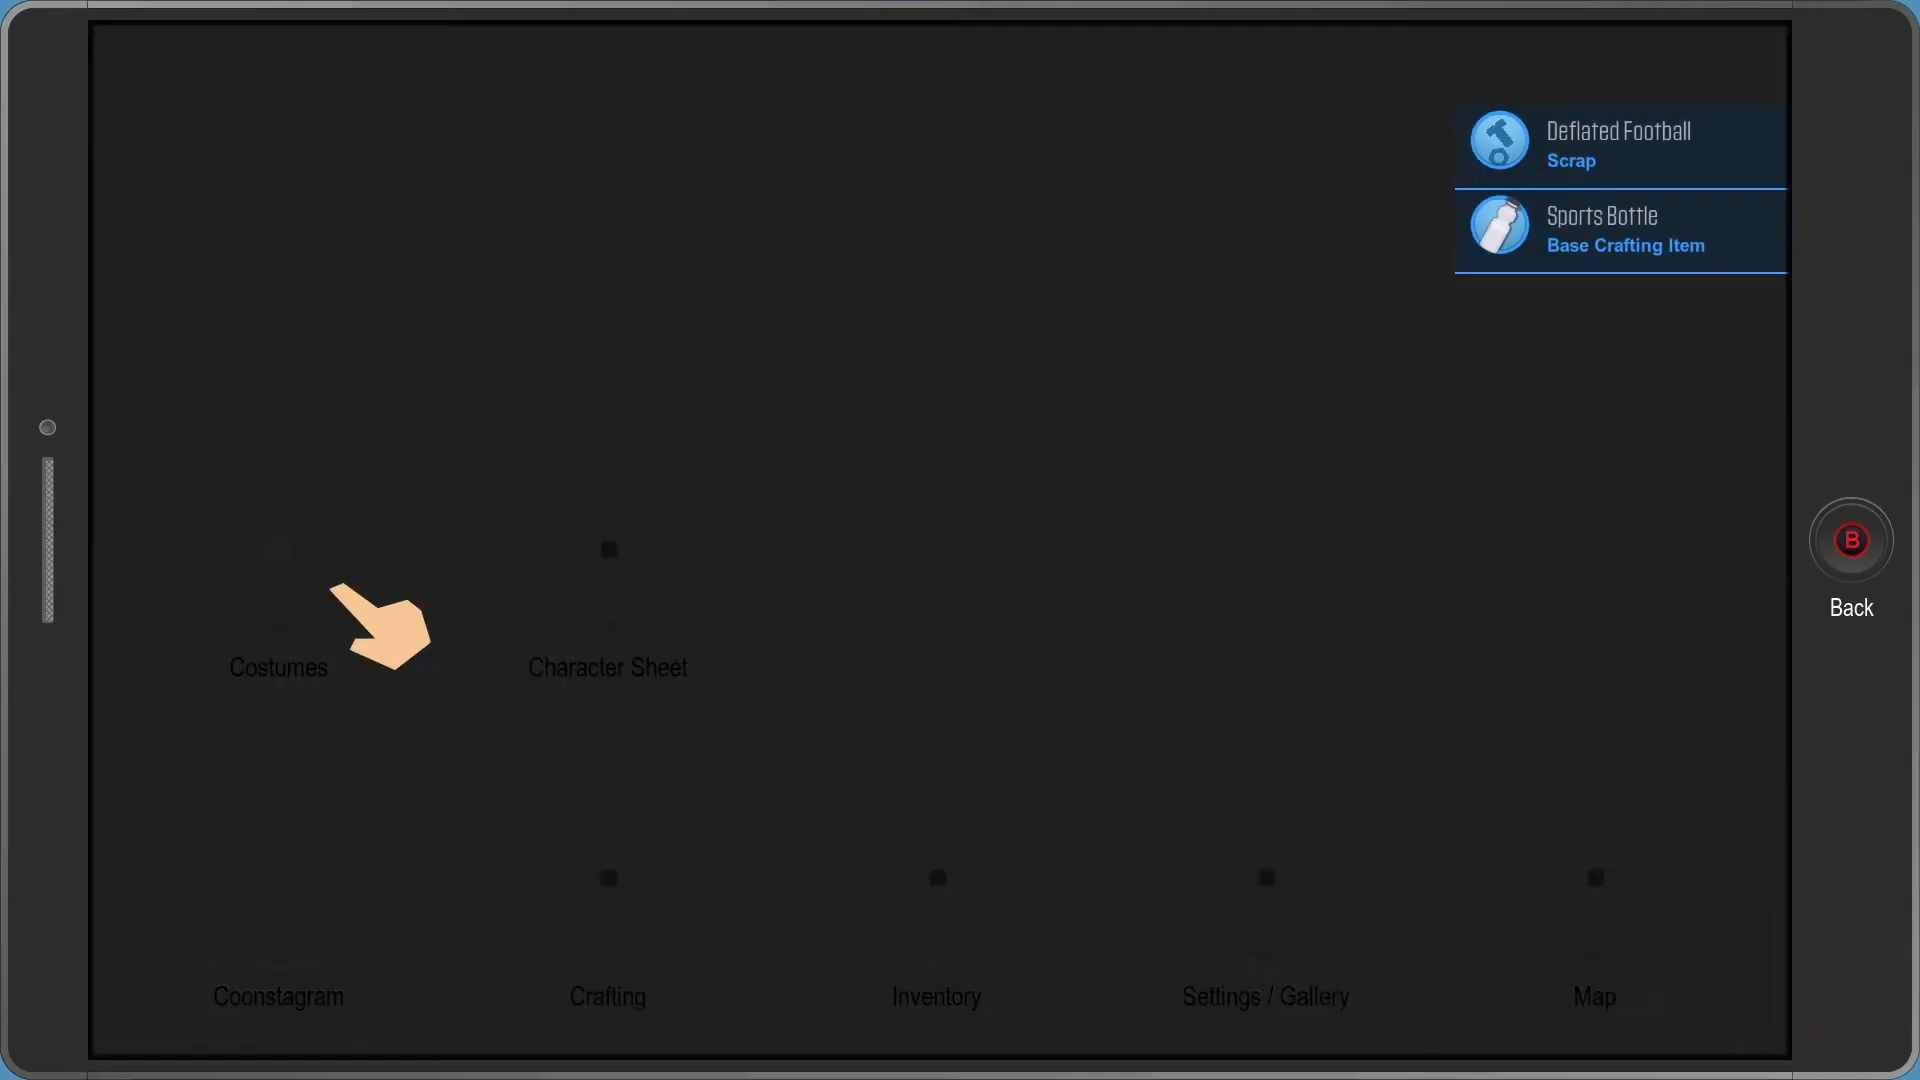 Deflated Football
Scrap
Sports Bottle
Base Crafting Item
B
Back
Costumes
Character Sheet
Coonstagram
Crafting
Inventory
Settings / Gallery
Map